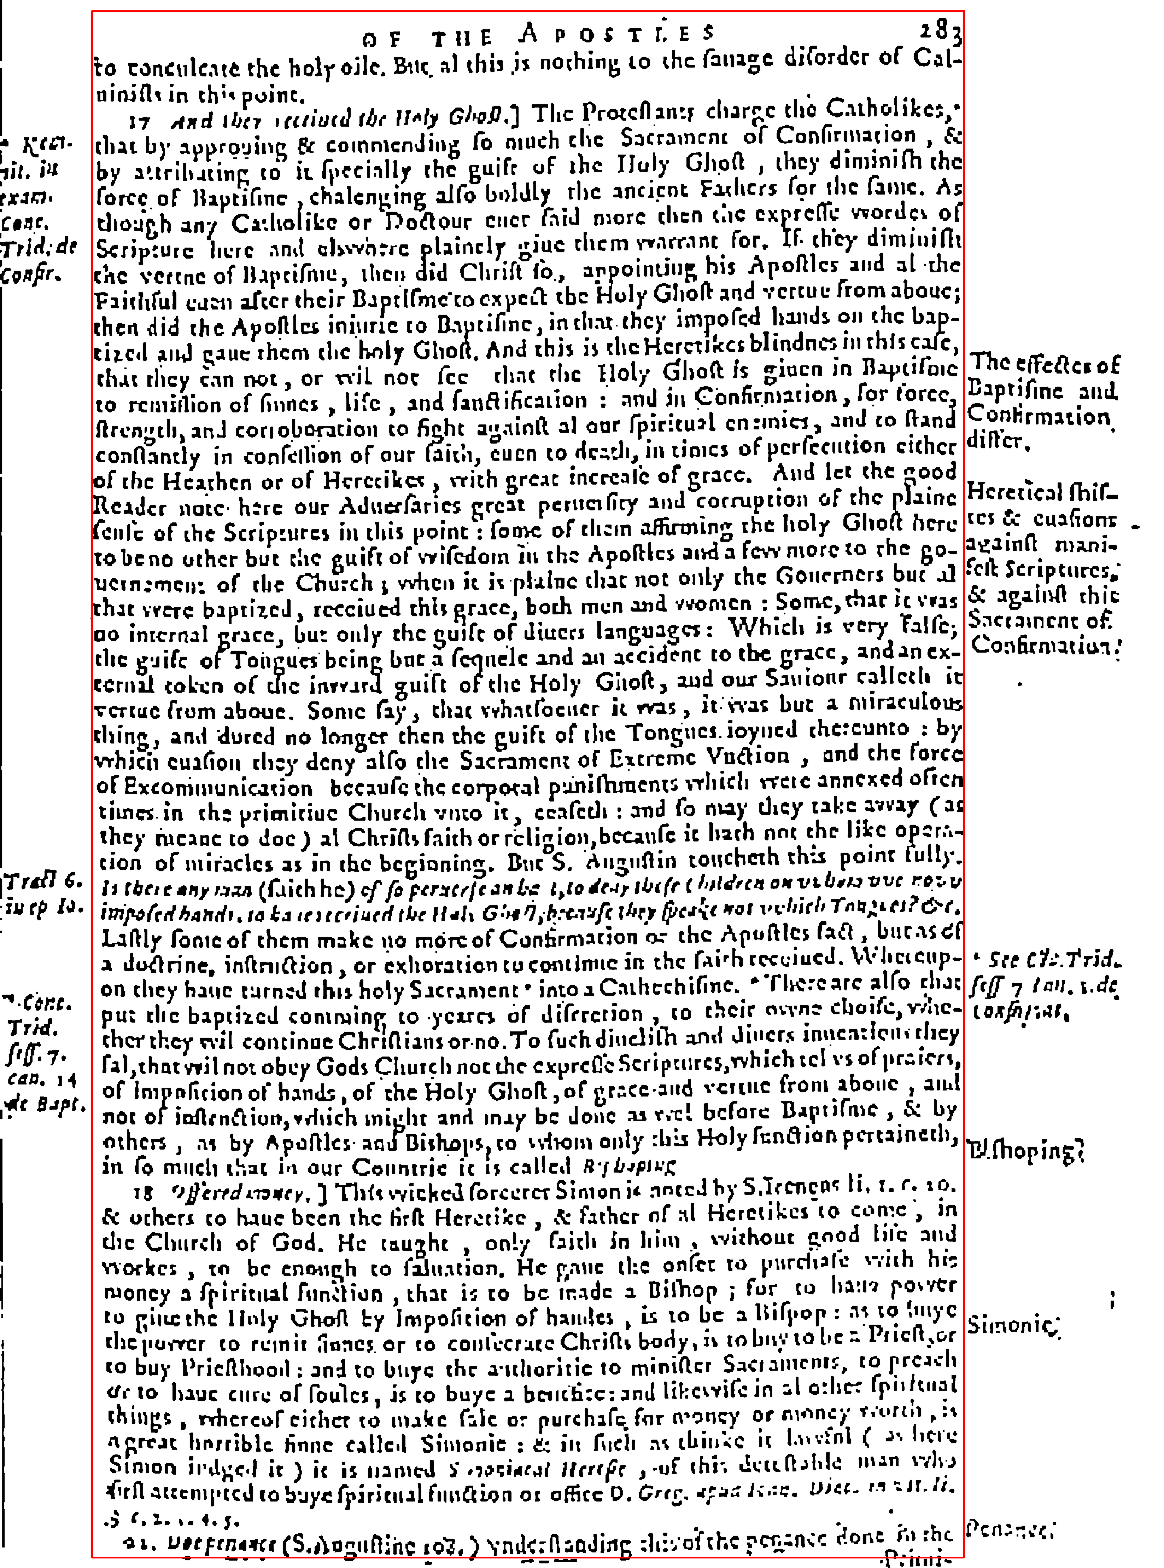 OF THE APOSTLES 283
to conculcate the holy oile. But al this is nothing to the sauage disorder of Cal-
uinists in this point.
17 And they receiued the Holy Ghost.] The Protestants charge the Catholikes,
that by approuing & commending so much the Sacrament of Confirmation, &
by attributing to it specially the guift of the Holy Ghost, they diminish the
force of Baptisme, chalenging also boldly the ancient Fathers for the same. As
though any Catholike or Doctour euer said more then the expresse wordes of
Scripture here and elswhere plainely giue them warrant for. If they diminish
the vertue of Baptisme, then did Christ so, appointing his Apostles and al the
Faithful euen after their Baptisme to expect the Holy Ghost and vertue from aboue;
then did the Apostles iniurie to Baptisme, in that they imposed hands on the bap-
tized and gaue them the holy Ghost. And this is the Heretikes blindnes in this case,
that they can not, or wil not see that the Holy Ghost is giuen in Baptisme
to remission of sinnes, life, and sanctification: and in Confirmation, for force,
strength, and corroboration to fight against al our spiritual enemies, and to stand
constantly in confession of our faith, euen to death, in times of persecution either
of the Heathen or of Heretikes, with great increase of grace. And let the good
Reader note here our Aduersaries great peruersity and corruption of the plaine
sense of the Scriptures in this point: some of them affirming the holy Ghost here
to be no other but the guift of wisedom in the Apostles and a few more to the go-
uernement of the Church; when it is plaine that not only the Gouerners but al
that were baptized, receiued this grace, both men and women: Some, that it was
no internal grace, but only the guift of diuers languages: Which is very false;
the guift of Tongues being but a sequele and an accident to the grace, and an ex-
ternal token of the inward guift of the Holy Ghost, and our Sauiour calleth it
vertue from aboue. Some say, that whatsoeuer it was, it was but a miraculous
thing, and dured no longer then the guift of the Tongues ioyned thereunto: by
which euasion they deny also the Sacrament of Extreme Vnction, and the force
of Excommunication because the corporal punishments which were annexed often
times in the primitiue Church vnto it, ceaseth: and so may they take away (as
they meane to doe) al Christs faith or religion, because it hath not the like opera-
tion of miracles as in the beginning. But S. Augustin toucheth this point fully.
Is there any man (saith he) of so peruerse an hart, to deny these Children on whom we now
imposed hands, to haue receiued the Holy Ghost, because they speake not with Tongues? &c.
Lastly some of them make no more of Confirmation or the Apostles fact, but as of
a doctrine, instruction, or exhoration to continue in the faith receiued. Whereup-
on they haue turned this holy Sacrament * into a Cathechisme. * There are also that
put the baptized comming to yeares of discretion, to their owne choise, whe-
ther they wil continue Christians or no. To such diuelish and diuers inuentions they
fal, that wil not obey Gods Church not the expresse Scriptures, which tel vs of praiers,
of Imposition of hands, of the Holy Ghost, of grace and vertue from aboue, and
not of instruction, which might and may be done as wel before Baptisme, & by
others, as by Apostles and Bishops, to whom only this Holy function pertaineth,
in so much that in our Countrie it is called Bishoping
18 Offered money.] This wicked sorcerer Simon is noted by S. Ireneus li. 1. c. 20.
& others to haue been the first Heretike, & father of al Heretikes to come, in
the Church of God. He taught, only faith in him, without good life and
workes, to be enough to saluation. He gaue the onset to purchase with his
money a spiritual function, that is to be made a Bishop; for to haue power
to giue the Holy Ghost by Imposition of handes, is to be a Bishop: as to buye
the power to remit sinnes or to consecrate Christs body, is to buy to be a Priest, or
to buy Priesthood: and to buye the authoritie to minister Sacraments, to preach
or to haue cure of soules, is to buye a benefice: and likewise in al other spiritual
things, whereof either to make sale or purchase for money or money worth, is
a great horrible sinne called Simonie: & in such as thinke it lawful (as here
Simon iudged it) it is named Simoniacal Heresie, of this detestable man who
first attempted to buye spiritual function or office D. Greg. apud Ioan. Diac. in vit. li.
3 c. 2. 3. 4. 5.
22. Doe penance (S. Augustine 108.) vnderstanding this of the penance done in the
Primi-
* Kem-
nit. in
exam.
Conc.
Trid. de
Confir.
Tract 6.
in ep Io.
* Conc.
Trid.
sess. 7.
can. 14
de Bapt.
The effectes of
Baptisme and
Confirmation
differ.
Heretical shif-
tes & euasions
against mani-
fest Scriptures,
& against this
Sacrament of
Confirmation.
* See Cõc. Trid.
sess 7 can. 1. de
confirmat.
Bishoping
Simonie
Penance